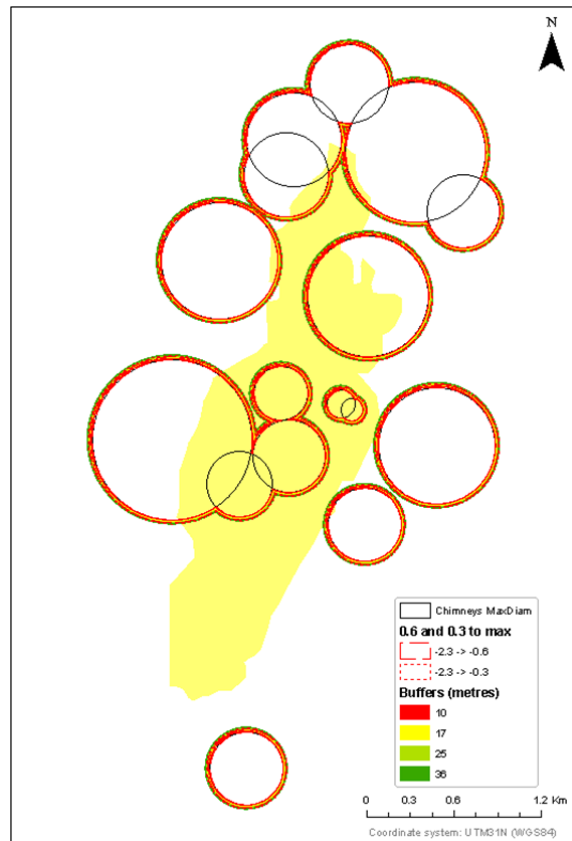 N
Chimneys MaxDiam
0.6 and 0.3 to max
-2.3 -> -0.6
-2.3 -> -0.3
Buffers (metres)
10
17
25
36
0 0.3 0.6 1.2 Km
Coordinate system: UTM31N (WGS84)